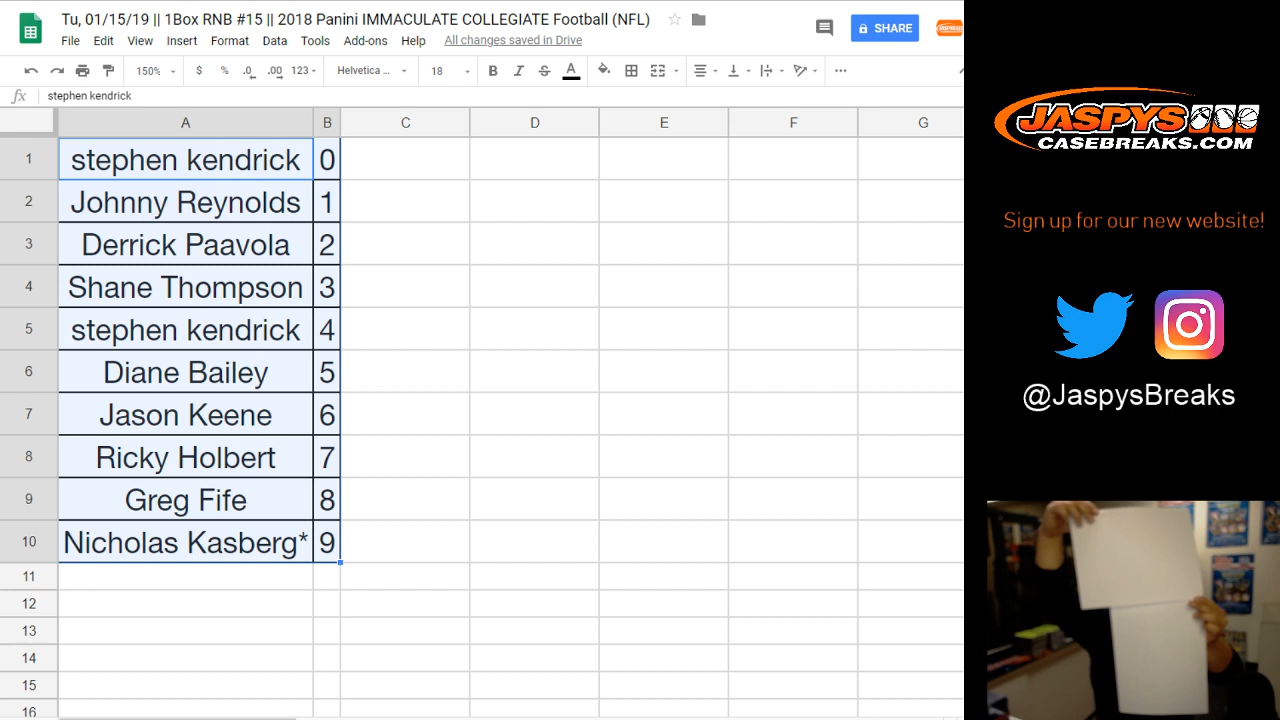 Tu, 01/15/19 || 1Box RNB #15 || 2018 Panini IMMACULATE COLLEGIATE Football (NFL)
File Edit View Insert Format Data Tools Add-ons Help All changes saved in Drive
SHARE
150% $ % .0 .00 123 Helvetica ... 18 B I S A
fx stephen kendrick
A B C D E F G
1 stephen kendrick 0
2 Johnny Reynolds 1
3 Derrick Paavola 2
4 Shane Thompson 3
5 stephen kendrick 4
6 Diane Bailey 5
7 Jason Keene 6
8 Ricky Holbert 7
9 Greg Fife 8
10 Nicholas Kasberg* 9
11
12
13
14
15
16
JASPYS
CASEBREAKS.COM
Sign up for our new website!
@JaspysBreaks